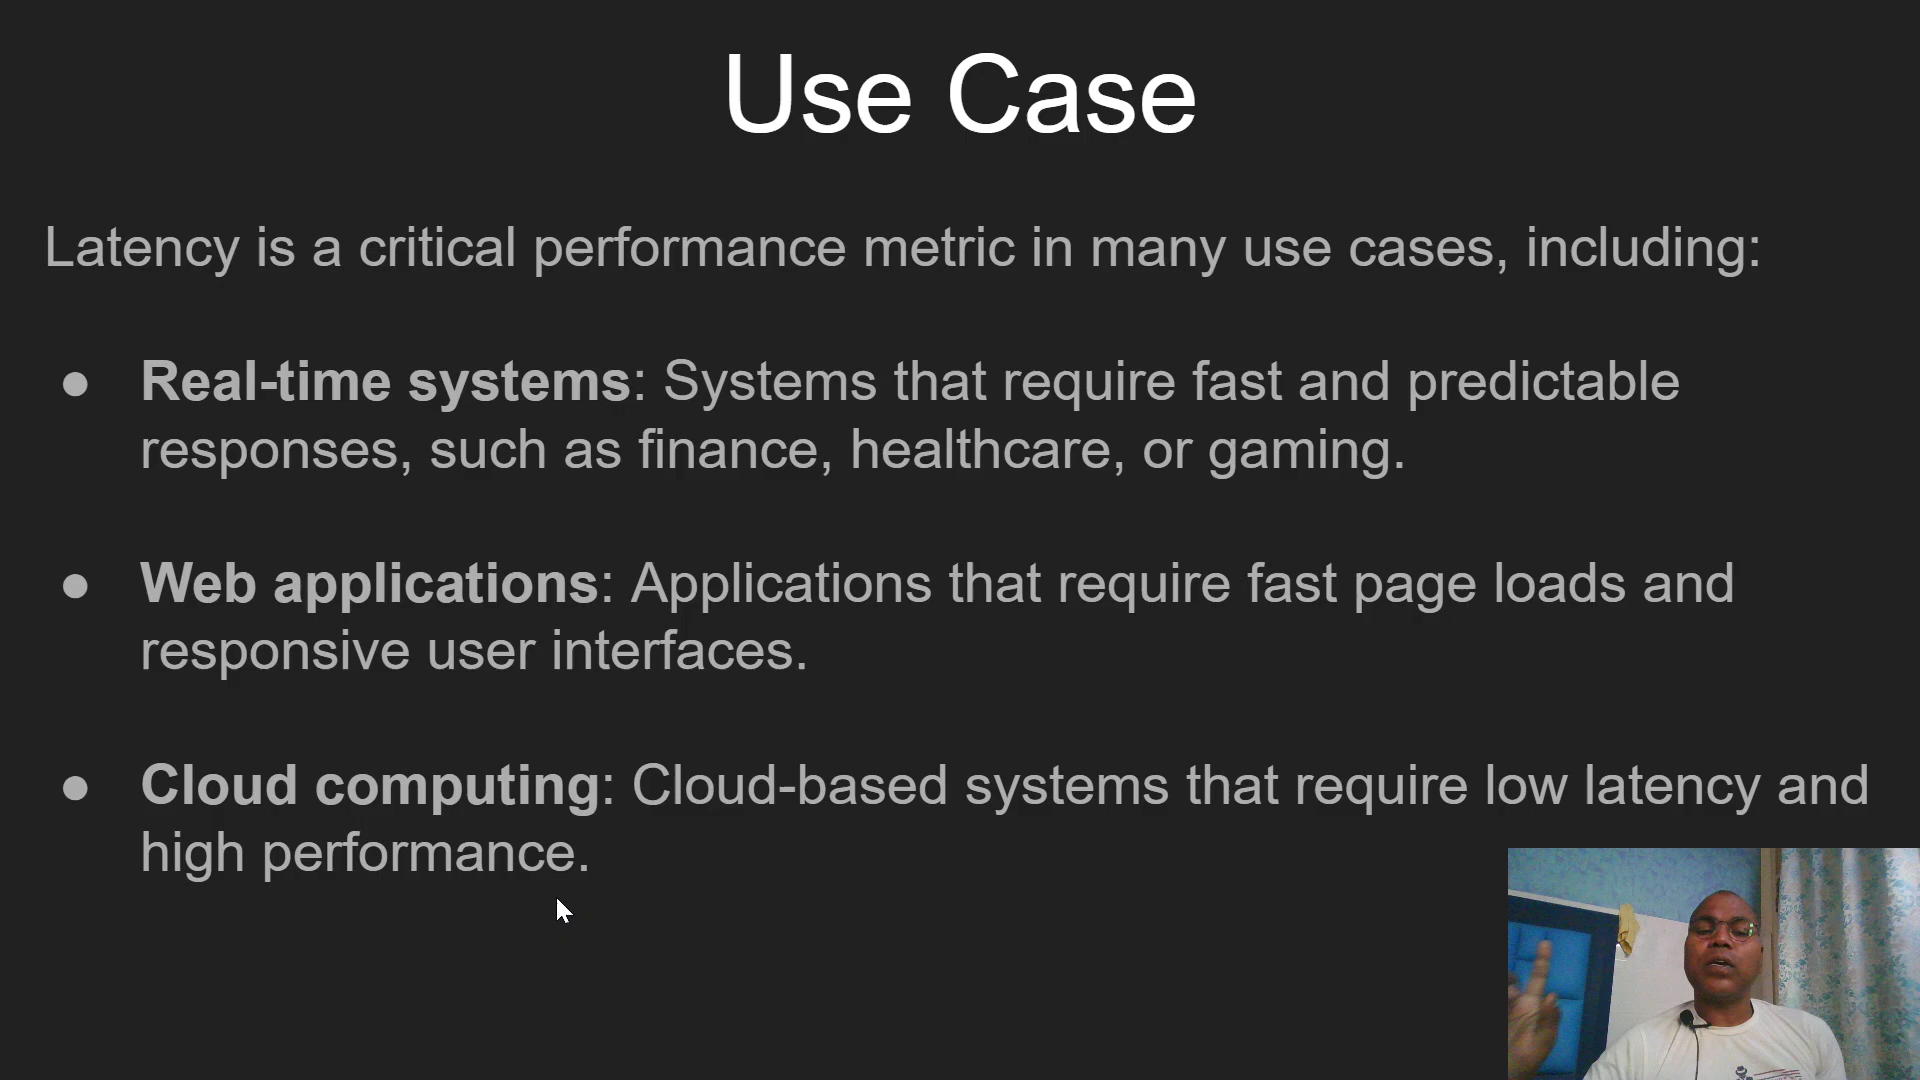 Use Case
Latency is a critical performance metric in many use cases, including:
● Real-time systems: Systems that require fast and predictable
responses, such as finance, healthcare, or gaming.
● Web applications: Applications that require fast page loads and
responsive user interfaces.
● Cloud computing: Cloud-based systems that require low latency and
high performance.